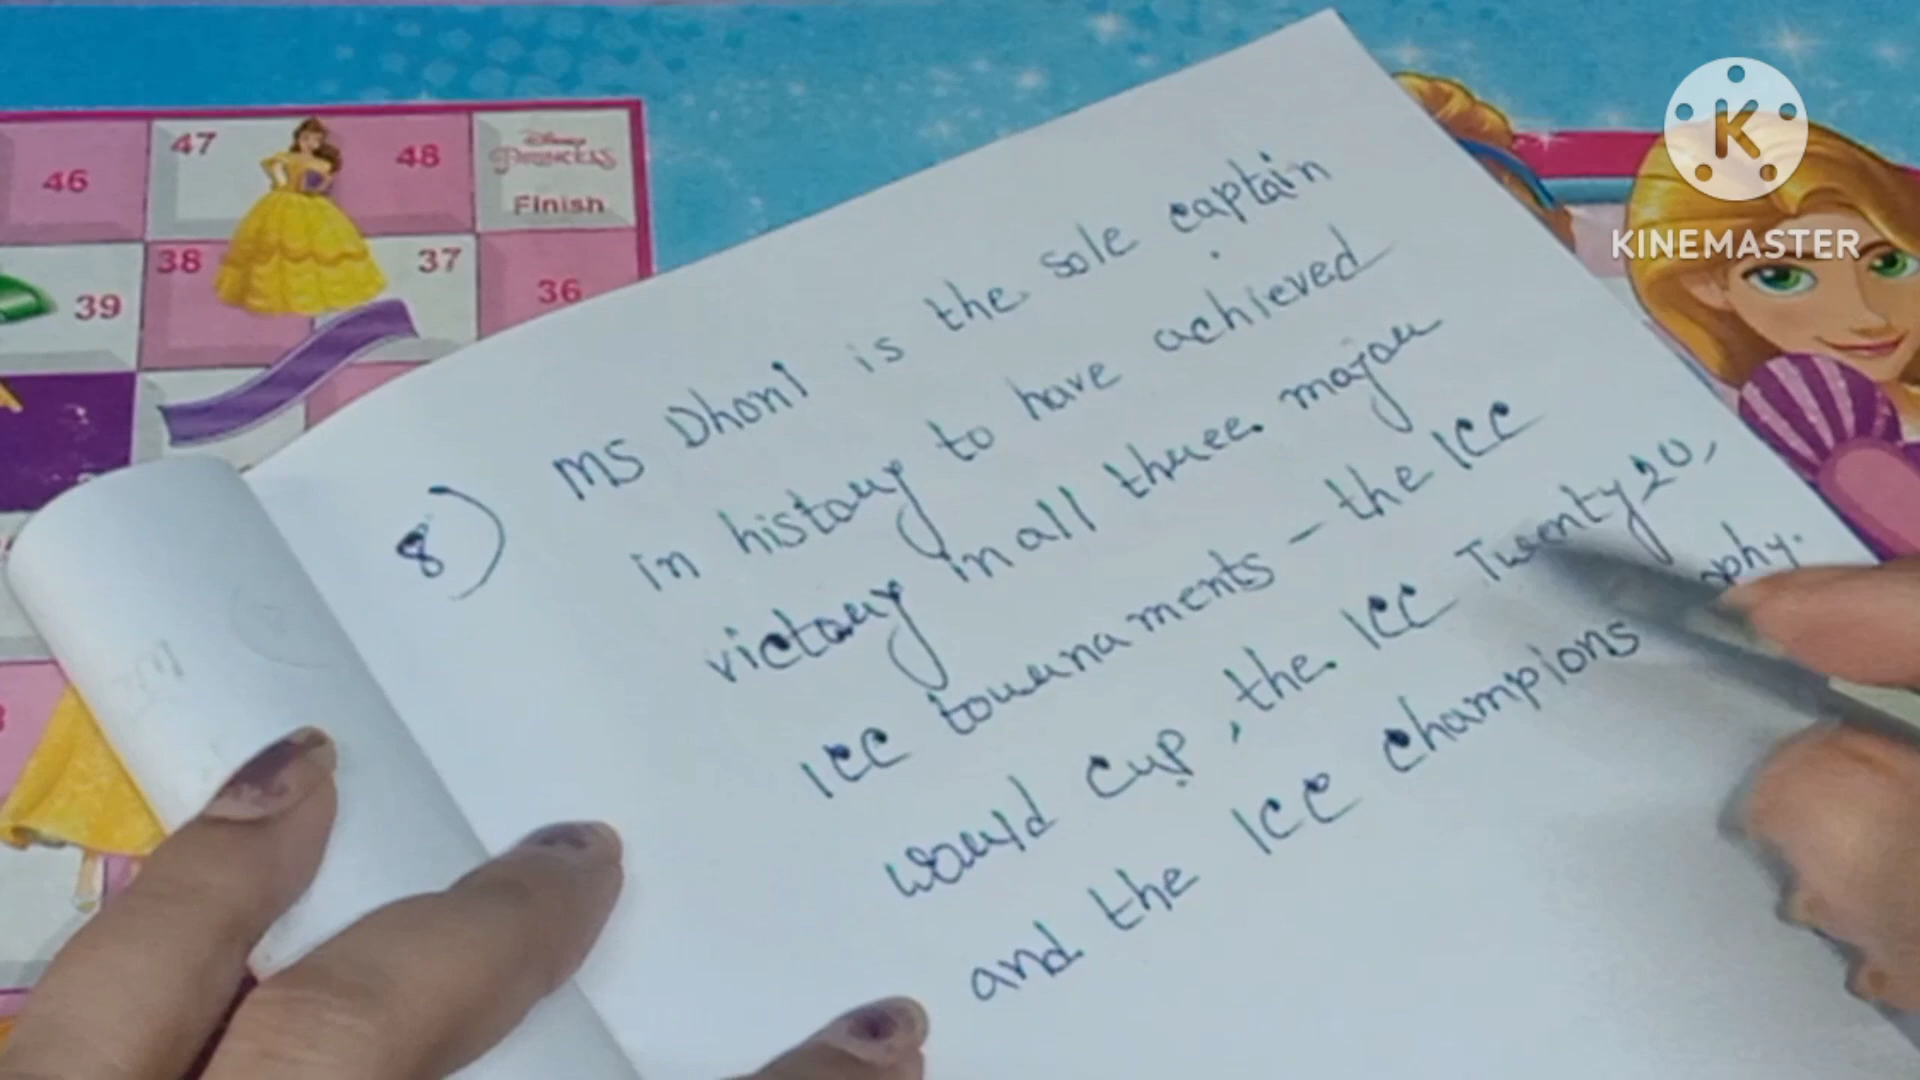 46
47
48
Disney
PRINCESS
Finish
39
38
37
36
KINEMASTER
8) MS DhonI is the sole captain
in history to have achieved
victory in all three major
ICC tournaments - the ICC
world Cup, the ICC Twenty20,
and the ICC champions ophy.